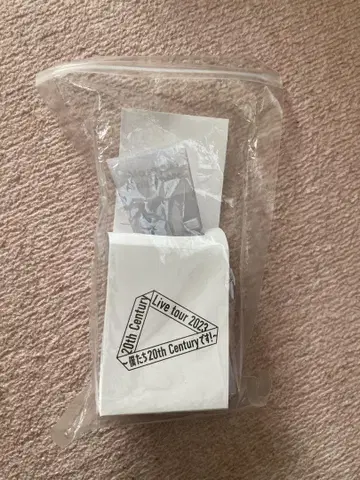 20th Century
Live tour 2023
-僕たち20th Centuryです!-